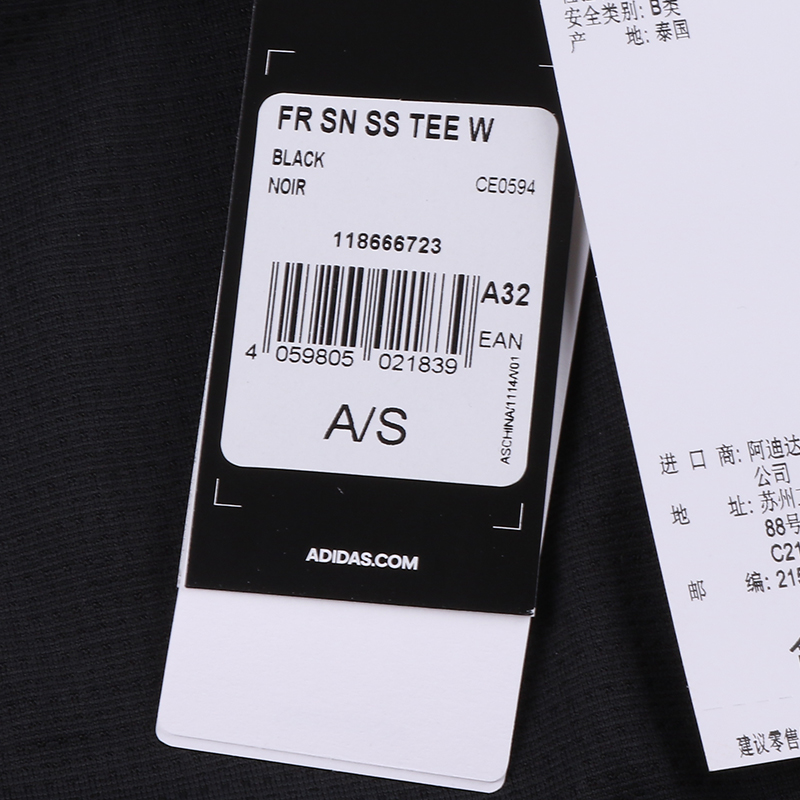 FR SN SS TEE W
BLACK
NOIR
CE0594
118666723
A32
EAN
4 059805 021839
A/S
ASCHINA/1114/V01
ADIDAS.COM
安全类别: B类
产 地: 泰国
进 口 商: 阿迪达
公司
地 址: 苏州
88号
C21
邮 编: 215
建议零售